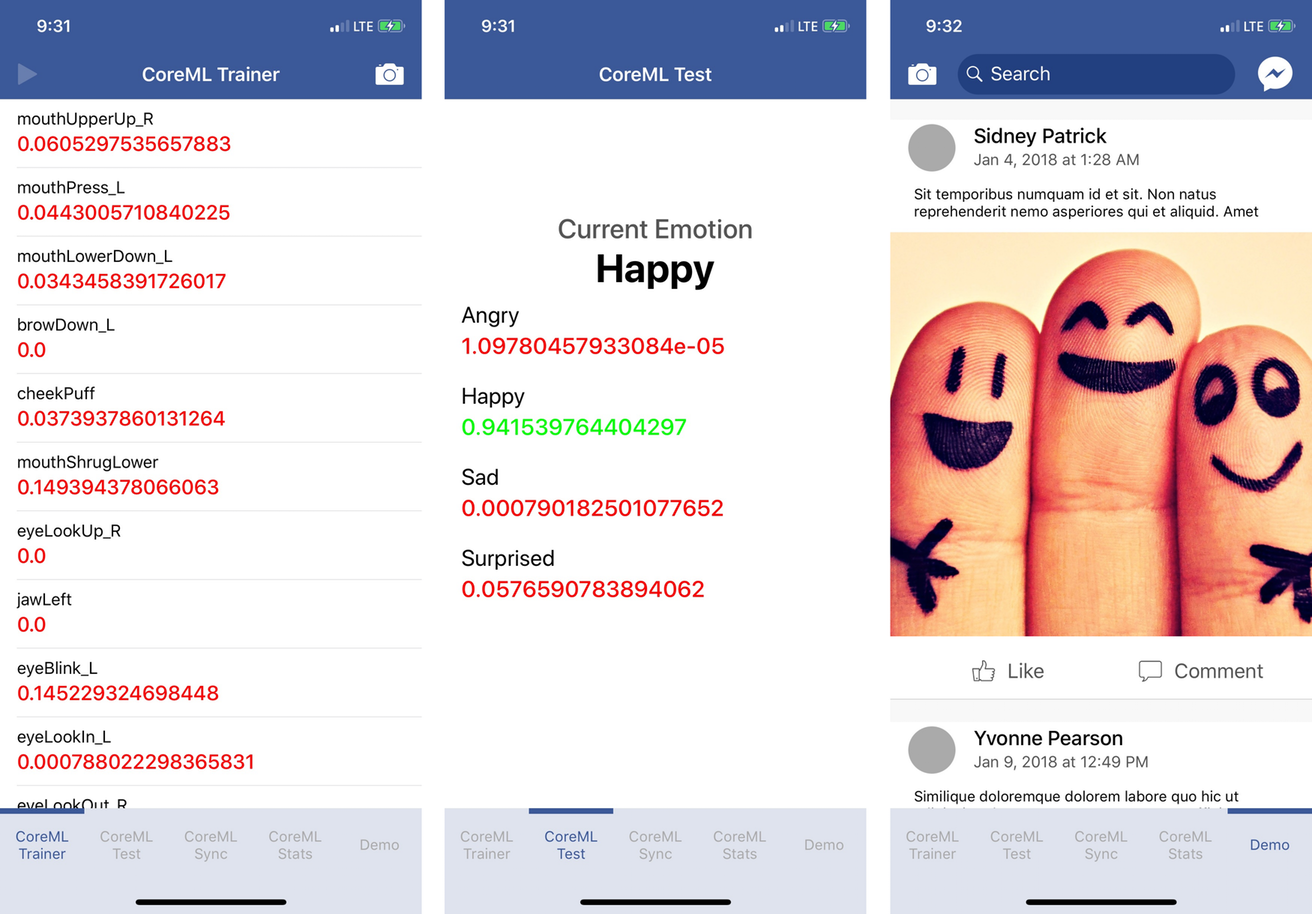 9:31
LTE
CoreML Trainer
mouthUpperUp_R
0.0605297535657883
mouthPress_L
0.0443005710840225
mouthLowerDown_L
0.0343458391726017
browDown_L
0.0
cheekPuff
0.0373937860131264
mouthShrugLower
0.149394378066063
eyeLookUp_R
0.0
jawLeft
0.0
eyeBlink_L
0.145229324698448
eyeLookIn_L
0.000788022298365831
eyeLookOut_R
CoreML
Trainer
CoreML
Test
CoreML
Sync
CoreML
Stats
Demo
9:31
LTE
CoreML Test
Current Emotion
Happy
Angry
1.09780457933084e-05
Happy
0.941539764404297
Sad
0.000790182501077652
Surprised
0.0576590783894062
CoreML
Trainer
CoreML
Test
CoreML
Sync
CoreML
Stats
Demo
9:32
LTE
Search
Sidney Patrick
Jan 4, 2018 at 1:28 AM
Sit temporibus numquam id et sit. Non natus
reprehenderit nemo asperiores qui et aliquid. Amet
Like
Comment
Yvonne Pearson
Jan 9, 2018 at 12:49 PM
Similique doloremque dolorem labore quo hic ut
CoreML
Trainer
CoreML
Test
CoreML
Sync
CoreML
Stats
Demo